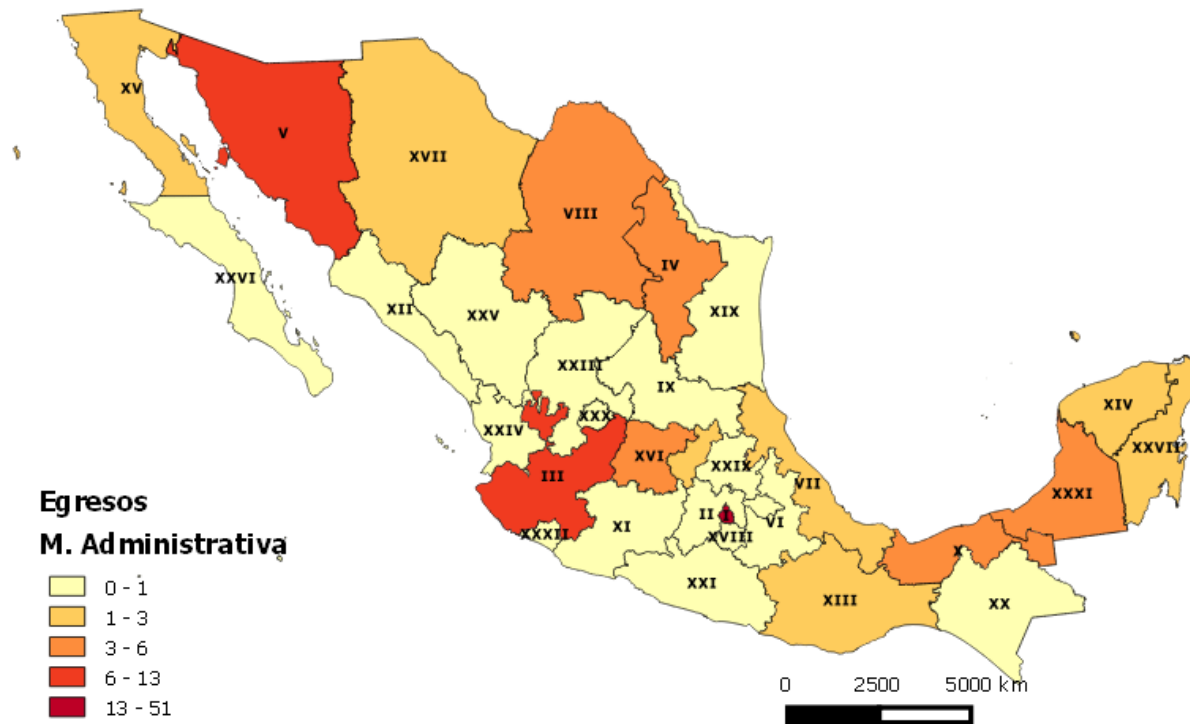 XV
V
XVII
VIII
IV
XXVI
XII
XXV
XIX
XXIII
IX
XXIV
XXX
XIV
XXVII
III
XVI
XXIX
VII
XXXI
II
I
VI
XI
XVIII
XXXII
X
XXI
XIII
XX
Egresos
M. Administrativa
0 - 1
1 - 3
3 - 6
6 - 13
13 - 51
0 2500 5000 km